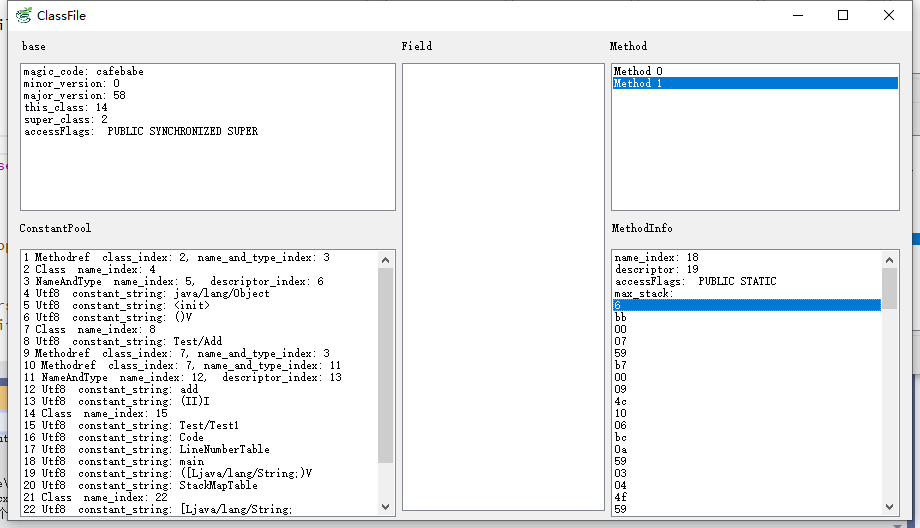 ClassFile
base
magic_code: cafebabe
minor_version: 0
major_version: 58
this_class: 14
super_class: 2
accessFlags:  PUBLIC SYNCHRONIZED SUPER
Field
Method
Method 0
Method 1
ConstantPool
1 Methodref  class_index: 2, name_and_type_index: 3
2 Class  name_index: 4
3 NameAndType  name_index: 5,  descriptor_index: 6
4 Utf8  constant_string: java/lang/Object
5 Utf8  constant_string: <init>
6 Utf8  constant_string: ()V
7 Class  name_index: 8
8 Utf8  constant_string: Test/Add
9 Methodref  class_index: 7, name_and_type_index: 3
10 Methodref  class_index: 7, name_and_type_index: 11
11 NameAndType  name_index: 12,  descriptor_index: 13
12 Utf8  constant_string: add
13 Utf8  constant_string: (II)I
14 Class  name_index: 15
15 Utf8  constant_string: Test/Test1
16 Utf8  constant_string: Code
17 Utf8  constant_string: LineNumberTable
18 Utf8  constant_string: main
19 Utf8  constant_string: ([Ljava/lang/String;)V
20 Utf8  constant_string: StackMapTable
21 Class  name_index: 22
22 Utf8  constant_string: [Ljava/lang/String;
MethodInfo
name_index: 18
descriptor: 19
accessFlags:  PUBLIC STATIC
max_stack:
6
bb
00
07
59
b7
00
09
4c
10
06
bc
0a
59
03
04
4f
59